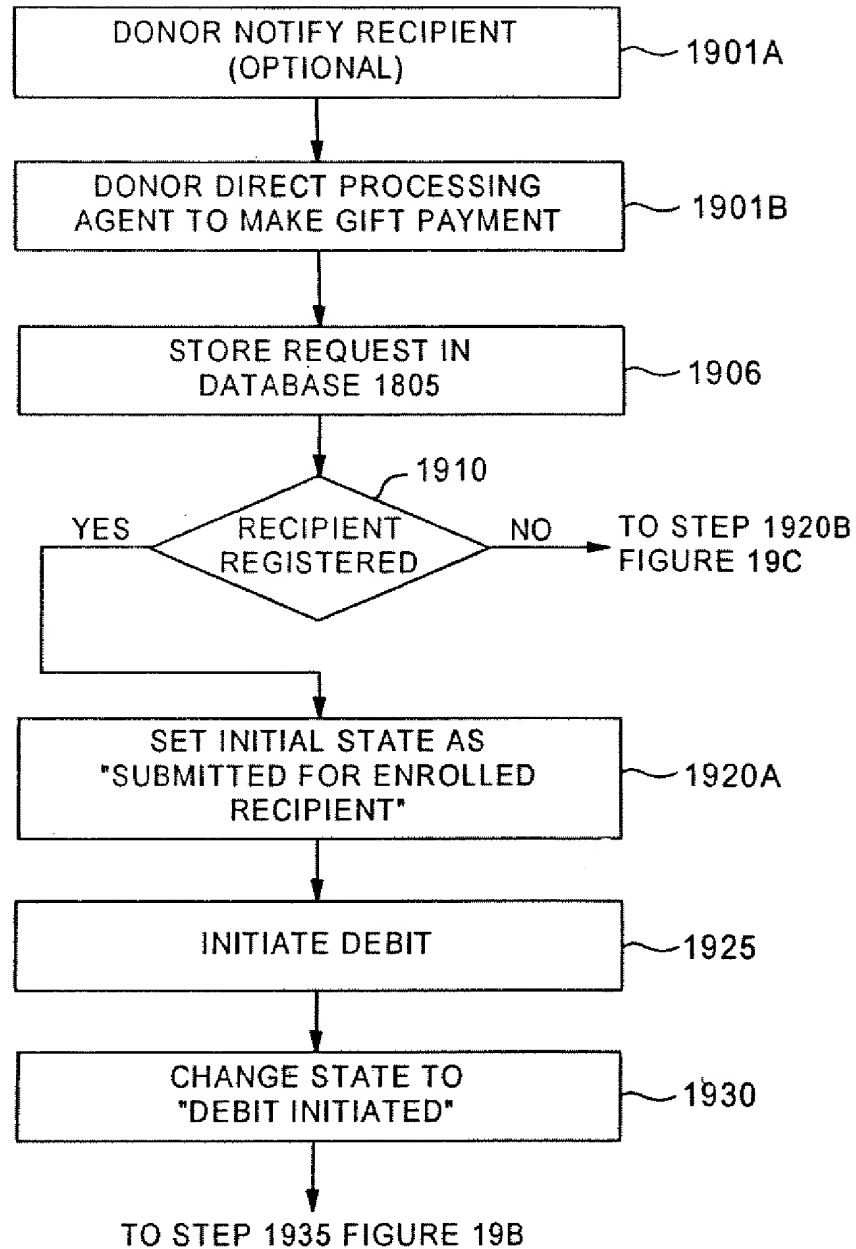 DONOR NOTIFY RECIPIENT
(OPTIONAL)
1901A
DONOR DIRECT PROCESSING
AGENT TO MAKE GIFT PAYMENT
1901B
STORE REQUEST IN
DATABASE 1805
1906
1910
YES
RECIPIENT
REGISTERED
NO
TO STEP 1920B
FIGURE 19C
SET INITIAL STATE AS
"SUBMITTED FOR ENROLLED
RECIPIENT"
1920A
INITIATE DEBIT
1925
CHANGE STATE TO
"DEBIT INITIATED"
1930
TO STEP 1935 FIGURE 19B